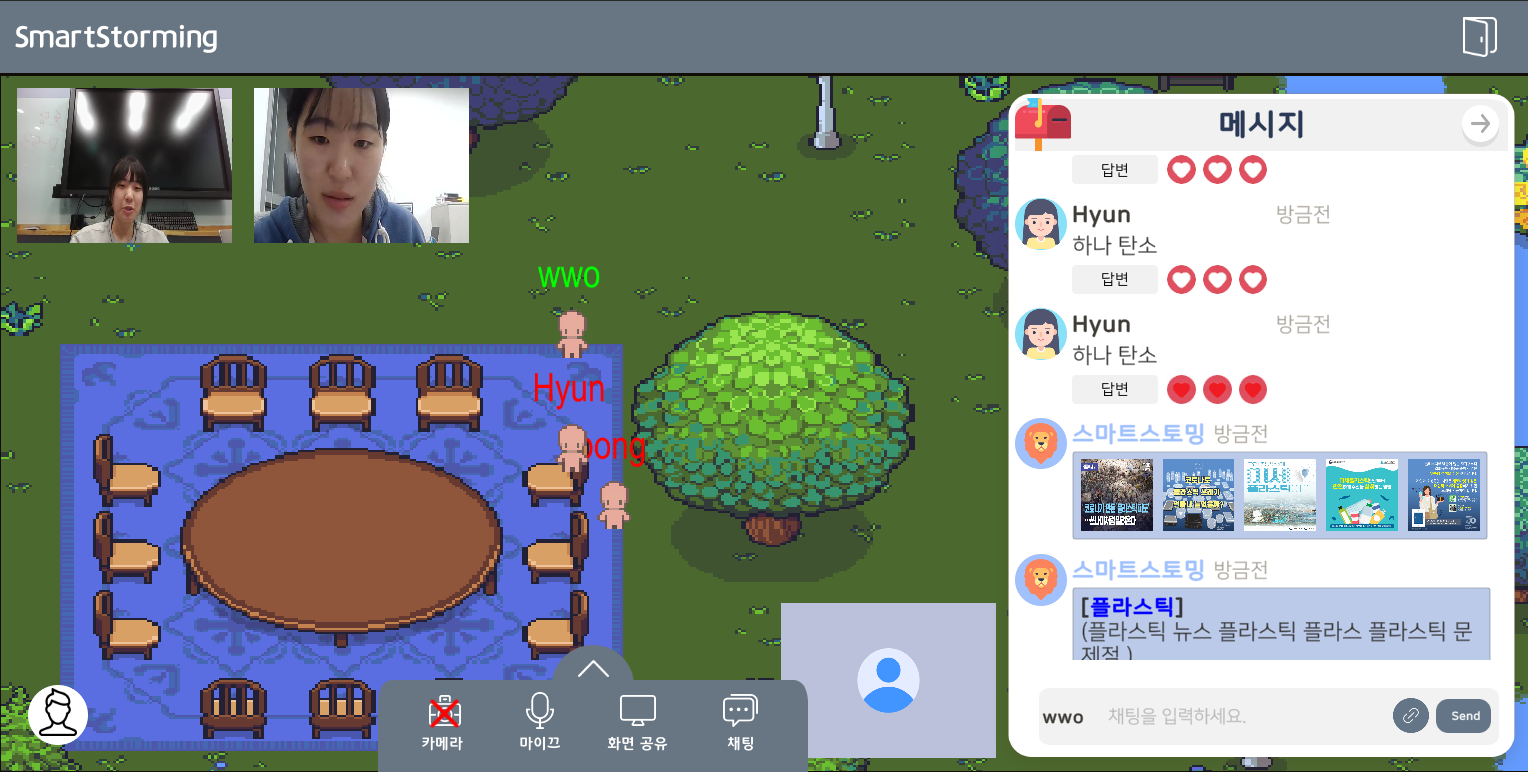 SmartStorming
메시지
답변
Hyun 방금전
하나 탄소
답변
Hyun 방금전
하나 탄소
답변
스마트스토밍 방금전
스마트스토밍 방금전
[플라스틱]
(플라스틱 뉴스 플라스틱 플라스 플라스틱 문
제점 )
wwo 채팅을 입력하세요. Send
wwo
Hyun
카메라 마이끄 화면 공유 채팅